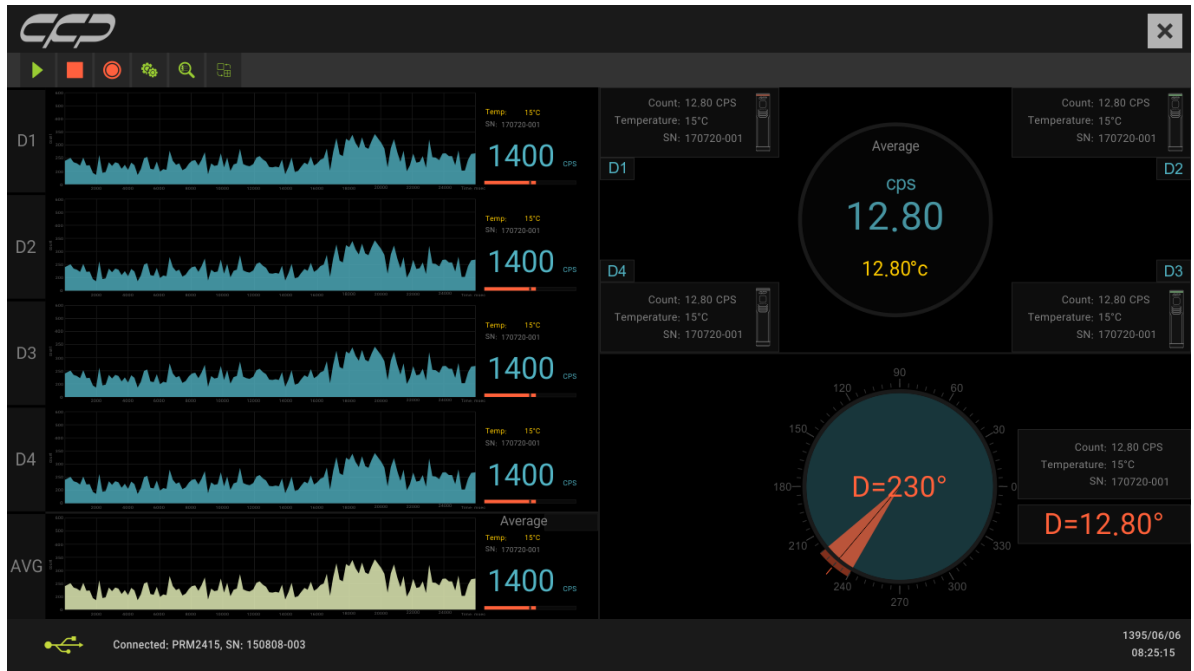 D1
Temp: 15°C
SN: 170720-001
1400 CPS
D2
Temp: 15°C
SN: 170720-001
1400 CPS
D3
Temp: 15°C
SN: 170720-001
1400 CPS
D4
Temp: 15°C
SN: 170720-001
1400 CPS
AVG
Average
Temp: 15°C
SN: 170720-001
1400 CPS
Count: 12.80 CPS
Temperature: 15°C
SN: 170720-001
D1
Average
cps
12.80
12.80°c
Count: 12.80 CPS
Temperature: 15°C
SN: 170720-001
D2
D4
Count: 12.80 CPS
Temperature: 15°C
SN: 170720-001
D3
Count: 12.80 CPS
Temperature: 15°C
SN: 170720-001
90
120
60
150
30
180
0
D=230°
210
330
240
300
270
Count: 12.80 CPS
Temperature: 15°C
SN: 170720-001
D=12.80°
Connected: PRM2415, SN: 150808-003
1395/06/06
08:25:15